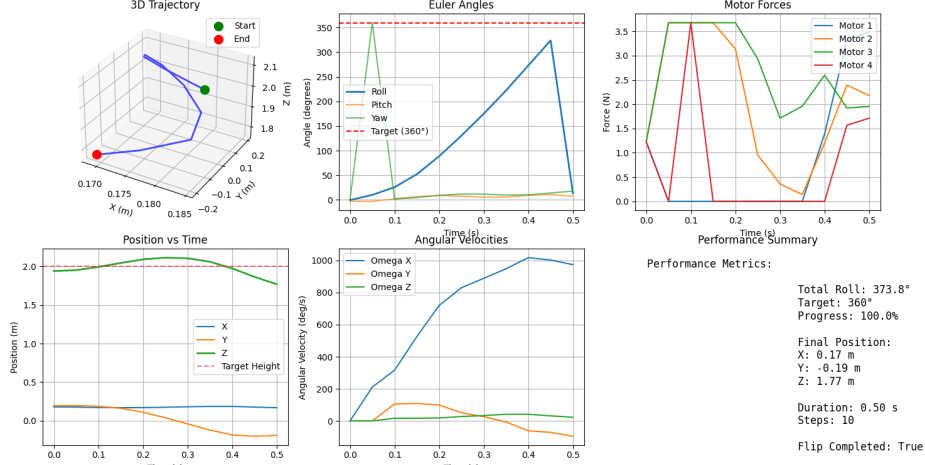 3D Trajectory
Start
End
2.1
2.0
1.9
1.8
Z (m)
0.2
0.1
0.0
−0.1
−0.2
Y (m)
0.170
0.175
0.180
0.185
X (m)
Euler Angles
350
300
250
200
150
100
50
0
Angle (degrees)
Roll
Pitch
Yaw
Target (360°)
0.0 0.1 0.2 0.3 0.4 0.5
Time (s)
Motor Forces
3.5
3.0
2.5
2.0
1.5
1.0
0.5
0.0
Force (N)
Motor 1
Motor 2
Motor 3
Motor 4
0.0 0.1 0.2 0.3 0.4 0.5
Time (s)
Position vs Time
2.0
1.5
1.0
0.5
0.0
Position (m)
X
Y
Z
Target Height
0.0 0.1 0.2 0.3 0.4 0.5
Angular Velocities
1000
800
600
400
200
0
Angular Velocity (deg/s)
Omega X
Omega Y
Omega Z
0.0 0.1 0.2 0.3 0.4 0.5
Performance Summary
Performance Metrics:
Total Roll: 373.8°
Target: 360°
Progress: 100.0%
Final Position:
X: 0.17 m
Y: -0.19 m
Z: 1.77 m
Duration: 0.50 s
Steps: 10
Flip Completed: True